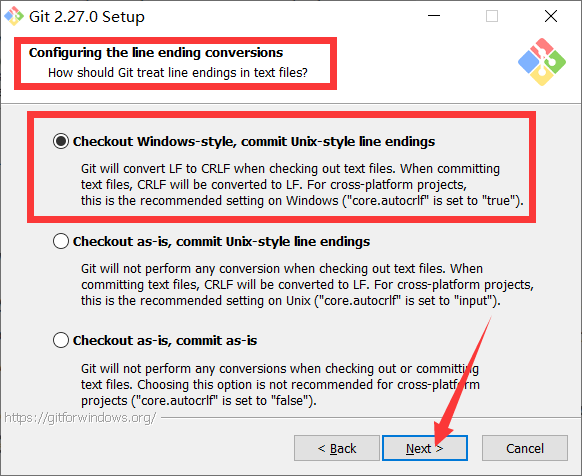 Git 2.27.0 Setup
Configuring the line ending conversions
How should Git treat line endings in text files?
Checkout Windows-style, commit Unix-style line endings
Git will convert LF to CRLF when checking out text files. When committing
text files, CRLF will be converted to LF. For cross-platform projects,
this is the recommended setting on Windows ("core.autocrlf" is set to "true").
Checkout as-is, commit Unix-style line endings
Git will not perform any conversion when checking out text files. When
committing text files, CRLF will be converted to LF. For cross-platform projects,
this is the recommended setting on Unix ("core.autocrlf" is set to "input").
Checkout as-is, commit as-is
Git will not perform any conversions when checking out or committing
text files. Choosing this option is not recommended for cross-platform
projects ("core.autocrlf" is set to "false").
https://gitforwindows.org/
< Back
Next >
Cancel